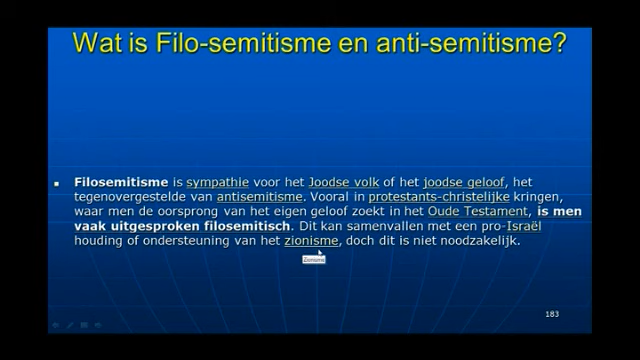 Wat is Filo-semitisme en anti-semitisme?
Filosemitisme is sympathie voor het Joodse volk of het joodse geloof, het
tegenovergestelde van antisemitisme. Vooral in protestants-christelijke kringen,
waar men de oorsprong van het eigen geloof zoekt in het Oude Testament, is men
vaak uitgesproken filosemitisch. Dit kan samenvallen met een pro-Israël
houding of ondersteuning van het zionisme, doch dit is niet noodzakelijk.
Zionisme
183